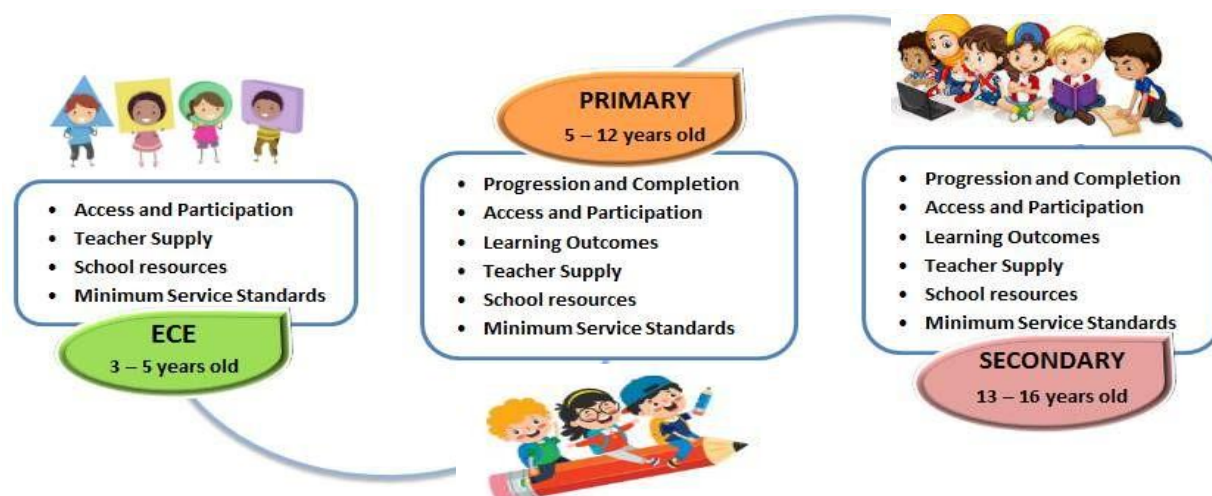 • Access and Participation
• Teacher Supply
• School resources
• Minimum Service Standards
ECE
3 – 5 years old
PRIMARY
5 – 12 years old
• Progression and Completion
• Access and Participation
• Learning Outcomes
• Teacher Supply
• School resources
• Minimum Service Standards
• Progression and Completion
• Access and Participation
• Learning Outcomes
• Teacher Supply
• School resources
• Minimum Service Standards
SECONDARY
13 – 16 years old